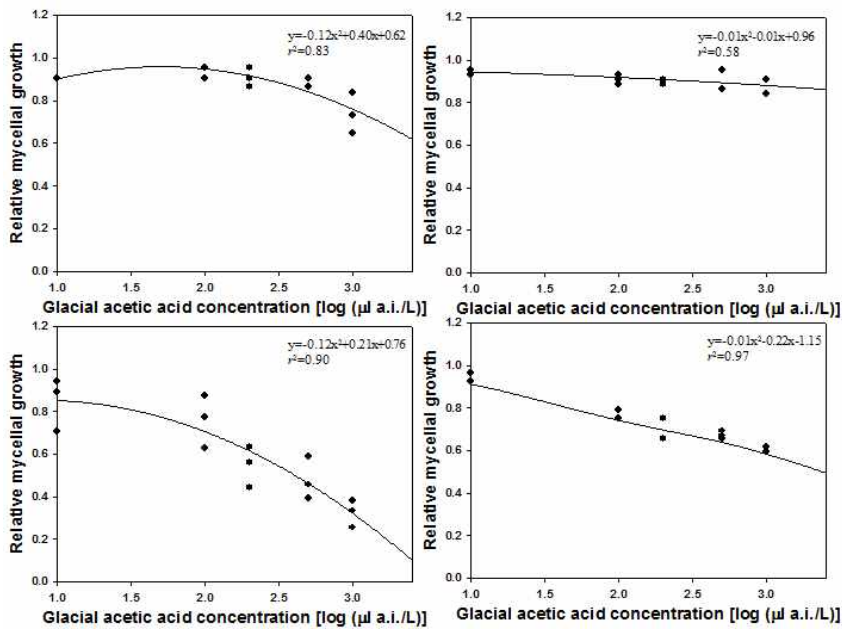 y=-0.12x²+0.40x+0.62
r²=0.83
Relative mycelial growth
1.2
1.0
0.8
0.6
0.4
0.2
0.0
1.0 1.5 2.0 2.5 3.0
Glacial acetic acid concentration [log (µl a.i./L)]
y=-0.01x²-0.01x+0.96
r²=0.58
Relative mycelial growth
1.2
1.0
0.8
0.6
0.4
0.2
0.0
1.0 1.5 2.0 2.5 3.0
Glacial acetic acid concentration [log (µl a.i./L)]
y=-0.12x²+0.21x+0.76
r²=0.90
Relative mycelial growth
1.2
1.0
0.8
0.6
0.4
0.2
0.0
1.0 1.5 2.0 2.5 3.0
Glacial acetic acid concentration [log (µl a.i./L)]
y=-0.01x²-0.22x-1.15
r²=0.97
Relative mycelial growth
1.2
1.0
0.8
0.6
0.4
0.2
0.0
1.0 1.5 2.0 2.5 3.0
Glacial acetic acid concentration [log (µl a.i./L)]